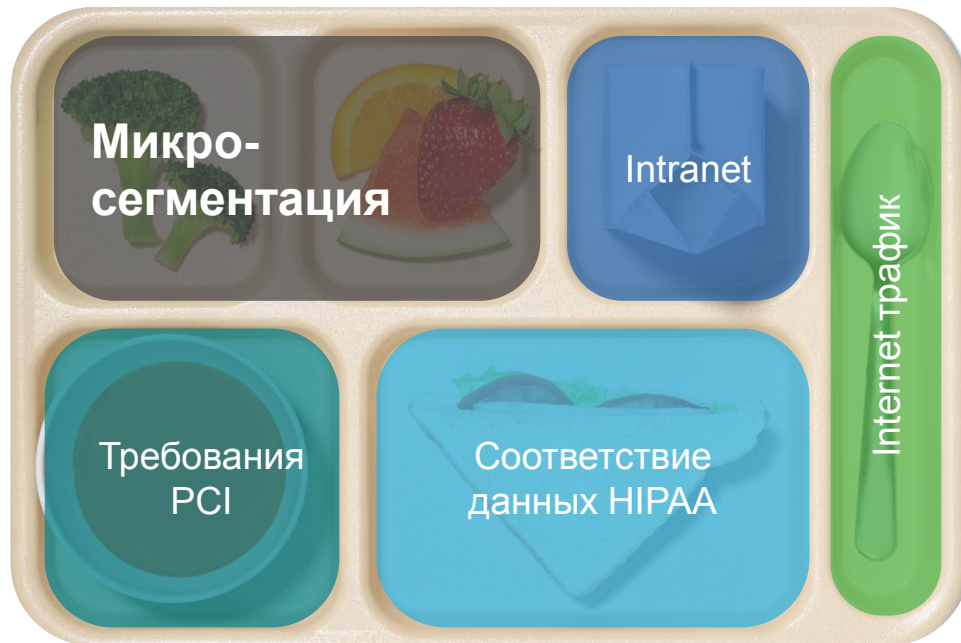 Микро-
сегментация
Intranet
Internet трафик
Требования
PCI
Соответствие
данных HIPAA